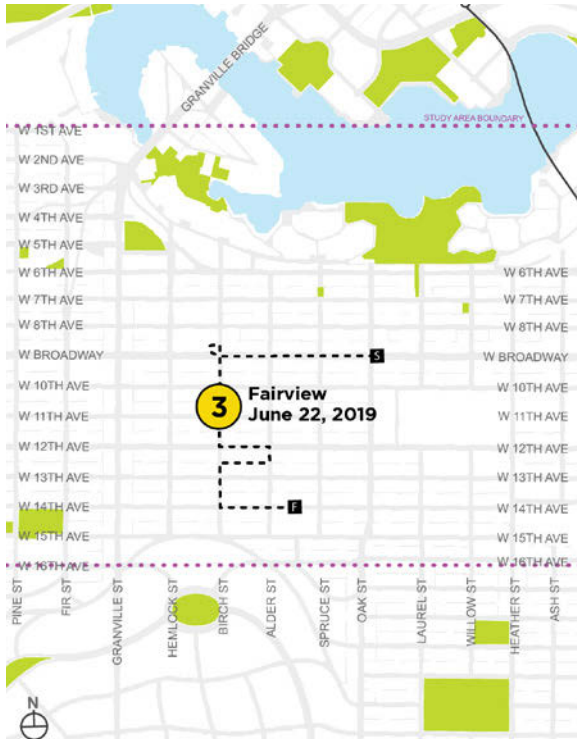 GRANVILLE BRIDGE
STUDY AREA BOUNDARY
W 1ST AVE
W 2ND AVE
W 3RD AVE
W 4TH AVE
W 5TH AVE
W 6TH AVE
W 6TH AVE
W 7TH AVE
W 7TH AVE
W 8TH AVE
W 8TH AVE
W BROADWAY
S
W BROADWAY
W 10TH AVE
W 10TH AVE
3
Fairview
June 22, 2019
W 11TH AVE
W 11TH AVE
W 12TH AVE
W 12TH AVE
W 13TH AVE
W 13TH AVE
W 14TH AVE
F
W 14TH AVE
W 15TH AVE
W 15TH AVE
W 16TH AVE
W 16TH AVE
PINE ST
FIR ST
GRANVILLE ST
HEMLOCK ST
BIRCH ST
ALDER ST
SPRUCE ST
OAK ST
LAUREL ST
WILLOW ST
HEATHER ST
ASH ST
N